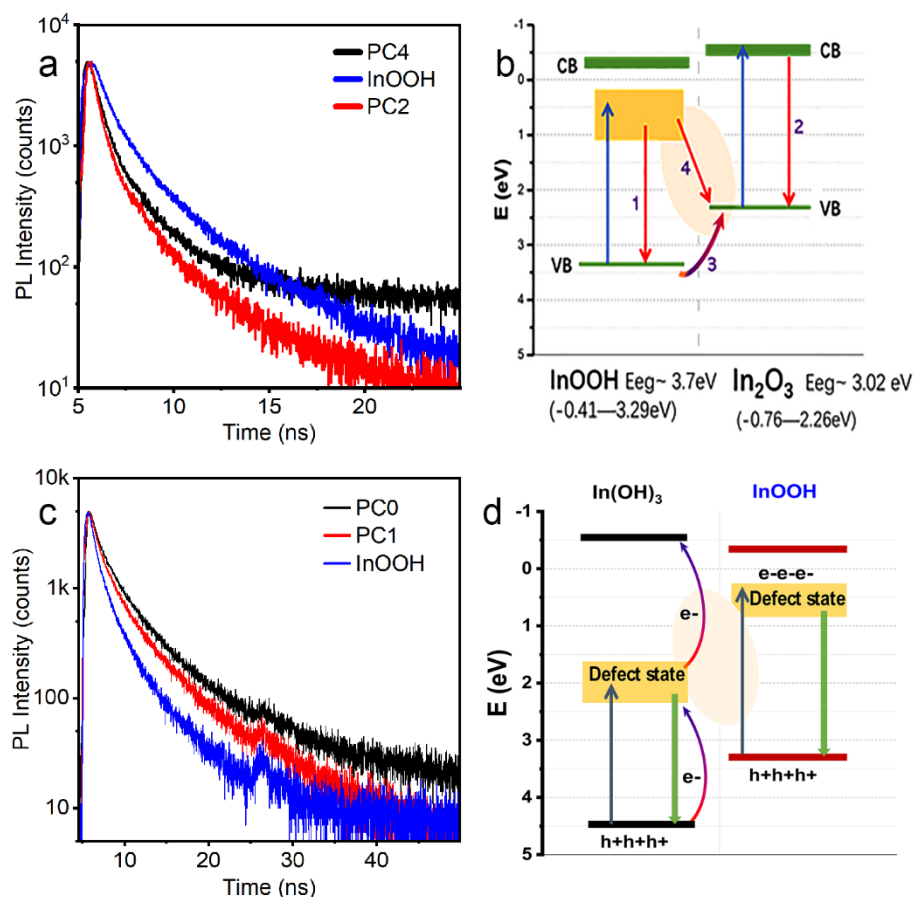 a
PL Intensity (counts)
10⁴
10³
10²
10¹
PC4
InOOH
PC2
5 10 15 20
Time (ns)
b
E (eV)
-1
0
1
2
3
4
5
CB
CB
1
2
4
3
VB
VB
InOOH Eeg~ 3.7eV
(-0.41—3.29eV)
In₂O₃ Eeg~ 3.02 eV
(-0.76—2.26eV)
c
PL Intensity (counts)
10k
1k
100
10
PC0
PC1
InOOH
10 20 30 40
Time (ns)
d
In(OH)₃ InOOH
E (eV)
-1
0
1
2
3
4
5
e-e-e-
Defect state
e-
Defect state
e-
h+h+h+
h+h+h+